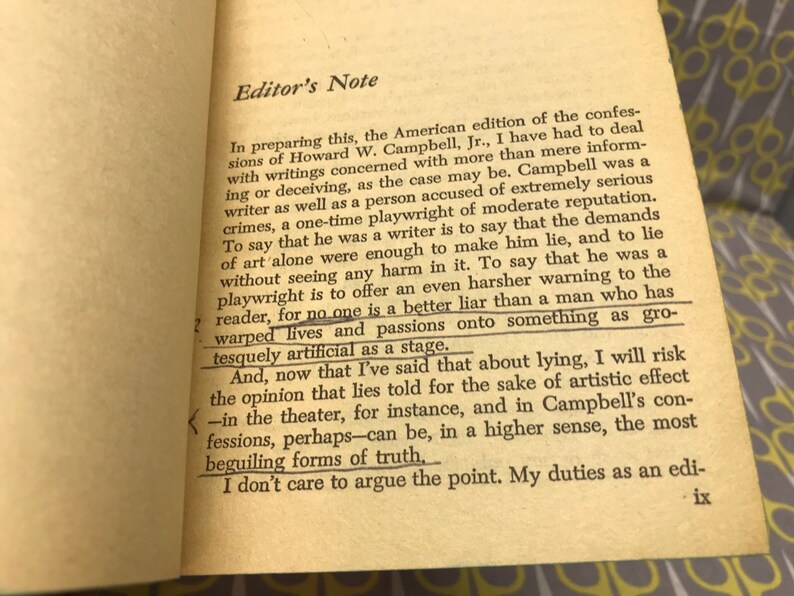 Editor's Note
In preparing this, the American edition of the confes-
sions of Howard W. Campbell, Jr., I have had to deal
with writings concerned with more than mere inform-
ing or deceiving, as the case may be. Campbell was a
writer as well as a person accused of extremely serious
crimes, a one-time playwright of moderate reputation.
To say that he was a writer is to say that the demands
of art alone were enough to make him lie, and to lie
without seeing any harm in it. To say that he was a
playwright is to offer an even harsher warning to the
reader, for no one is a better liar than a man who has
warped lives and passions onto something as gro-
tesquely artificial as a stage.
And, now that I've said that about lying, I will risk
the opinion that lies told for the sake of artistic effect
—in the theater, for instance, and in Campbell's con-
fessions, perhaps—can be, in a higher sense, the most
beguiling forms of truth.
I don't care to argue the point. My duties as an edi-
ix